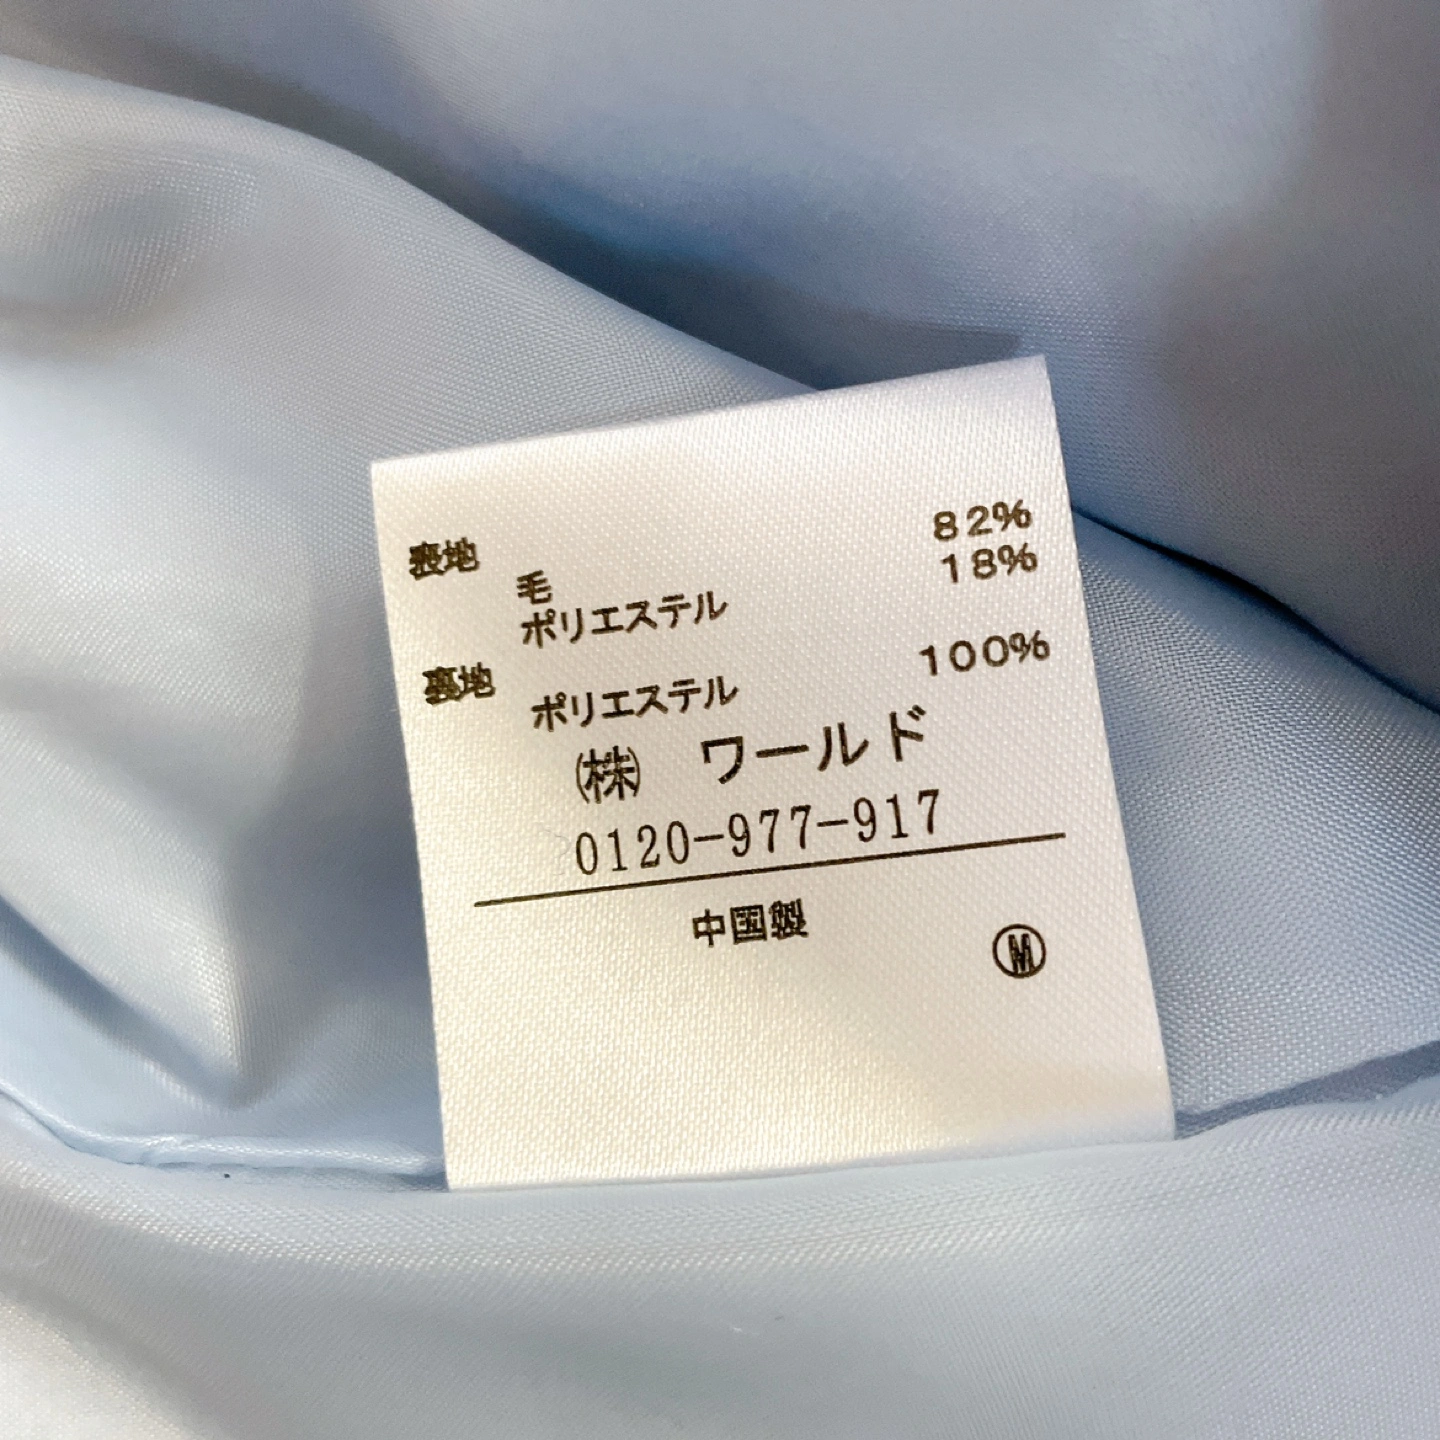 表地
毛 82%
ポリエステル 18%
裏地
ポリエステル 100%
㈱ ワールド
0120-977-917
中国製
Ⓜ